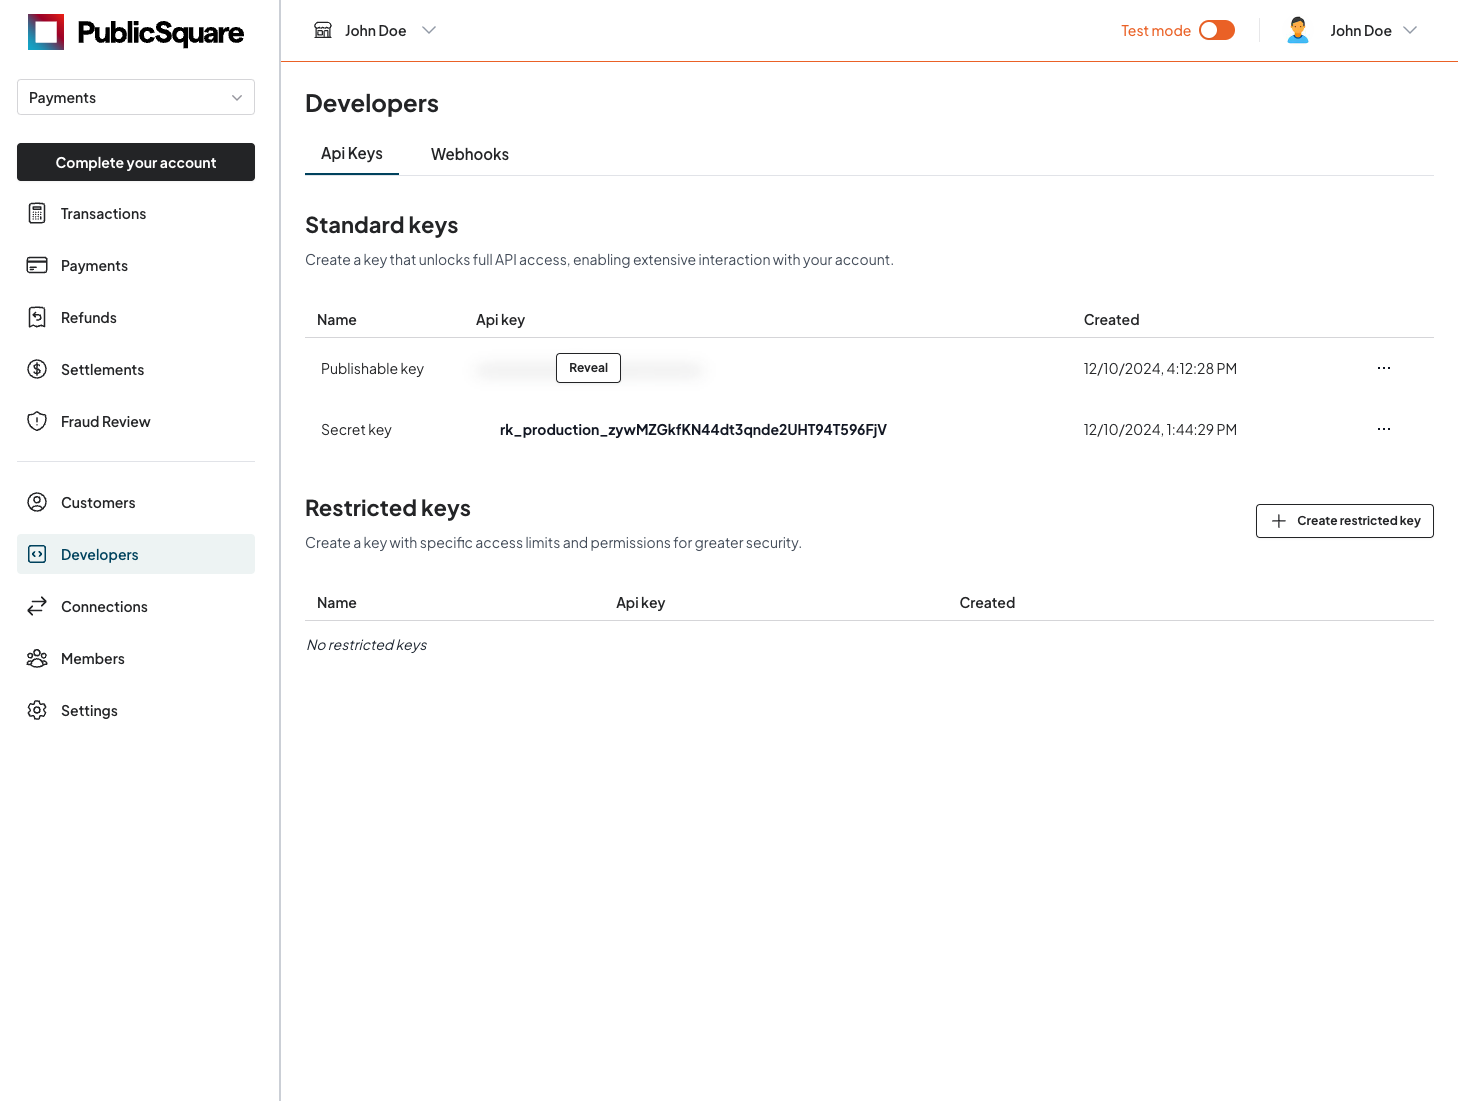 PublicSquare
John Doe
Test mode
John Doe
Payments
Complete your account
Transactions
Payments
Refunds
Settlements
Fraud Review
Customers
Developers
Connections
Members
Settings
Developers
Api Keys
Webhooks
Standard keys
Create a key that unlocks full API access, enabling extensive interaction with your account.
Name Api key Created
Publishable key Reveal 12/10/2024, 4:12:28 PM ...
Secret key rk_production_zywMZGkfKN44dt3qnde2UHT94T596FjV 12/10/2024, 1:44:29 PM ...
Restricted keys
Create a key with specific access limits and permissions for greater security.
Create restricted key
Name Api key Created
No restricted keys